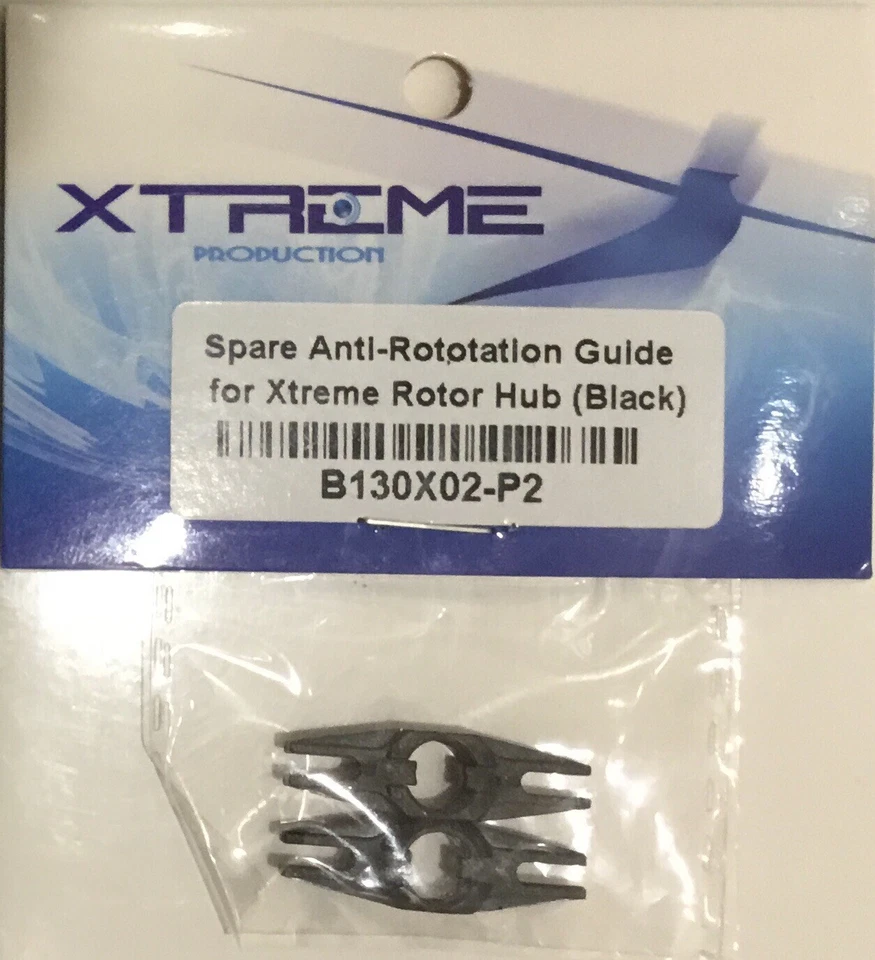 XTREME
PRODUCTION
Spare Anti-Rototation Guide
for Xtreme Rotor Hub (Black)
B130X02-P2